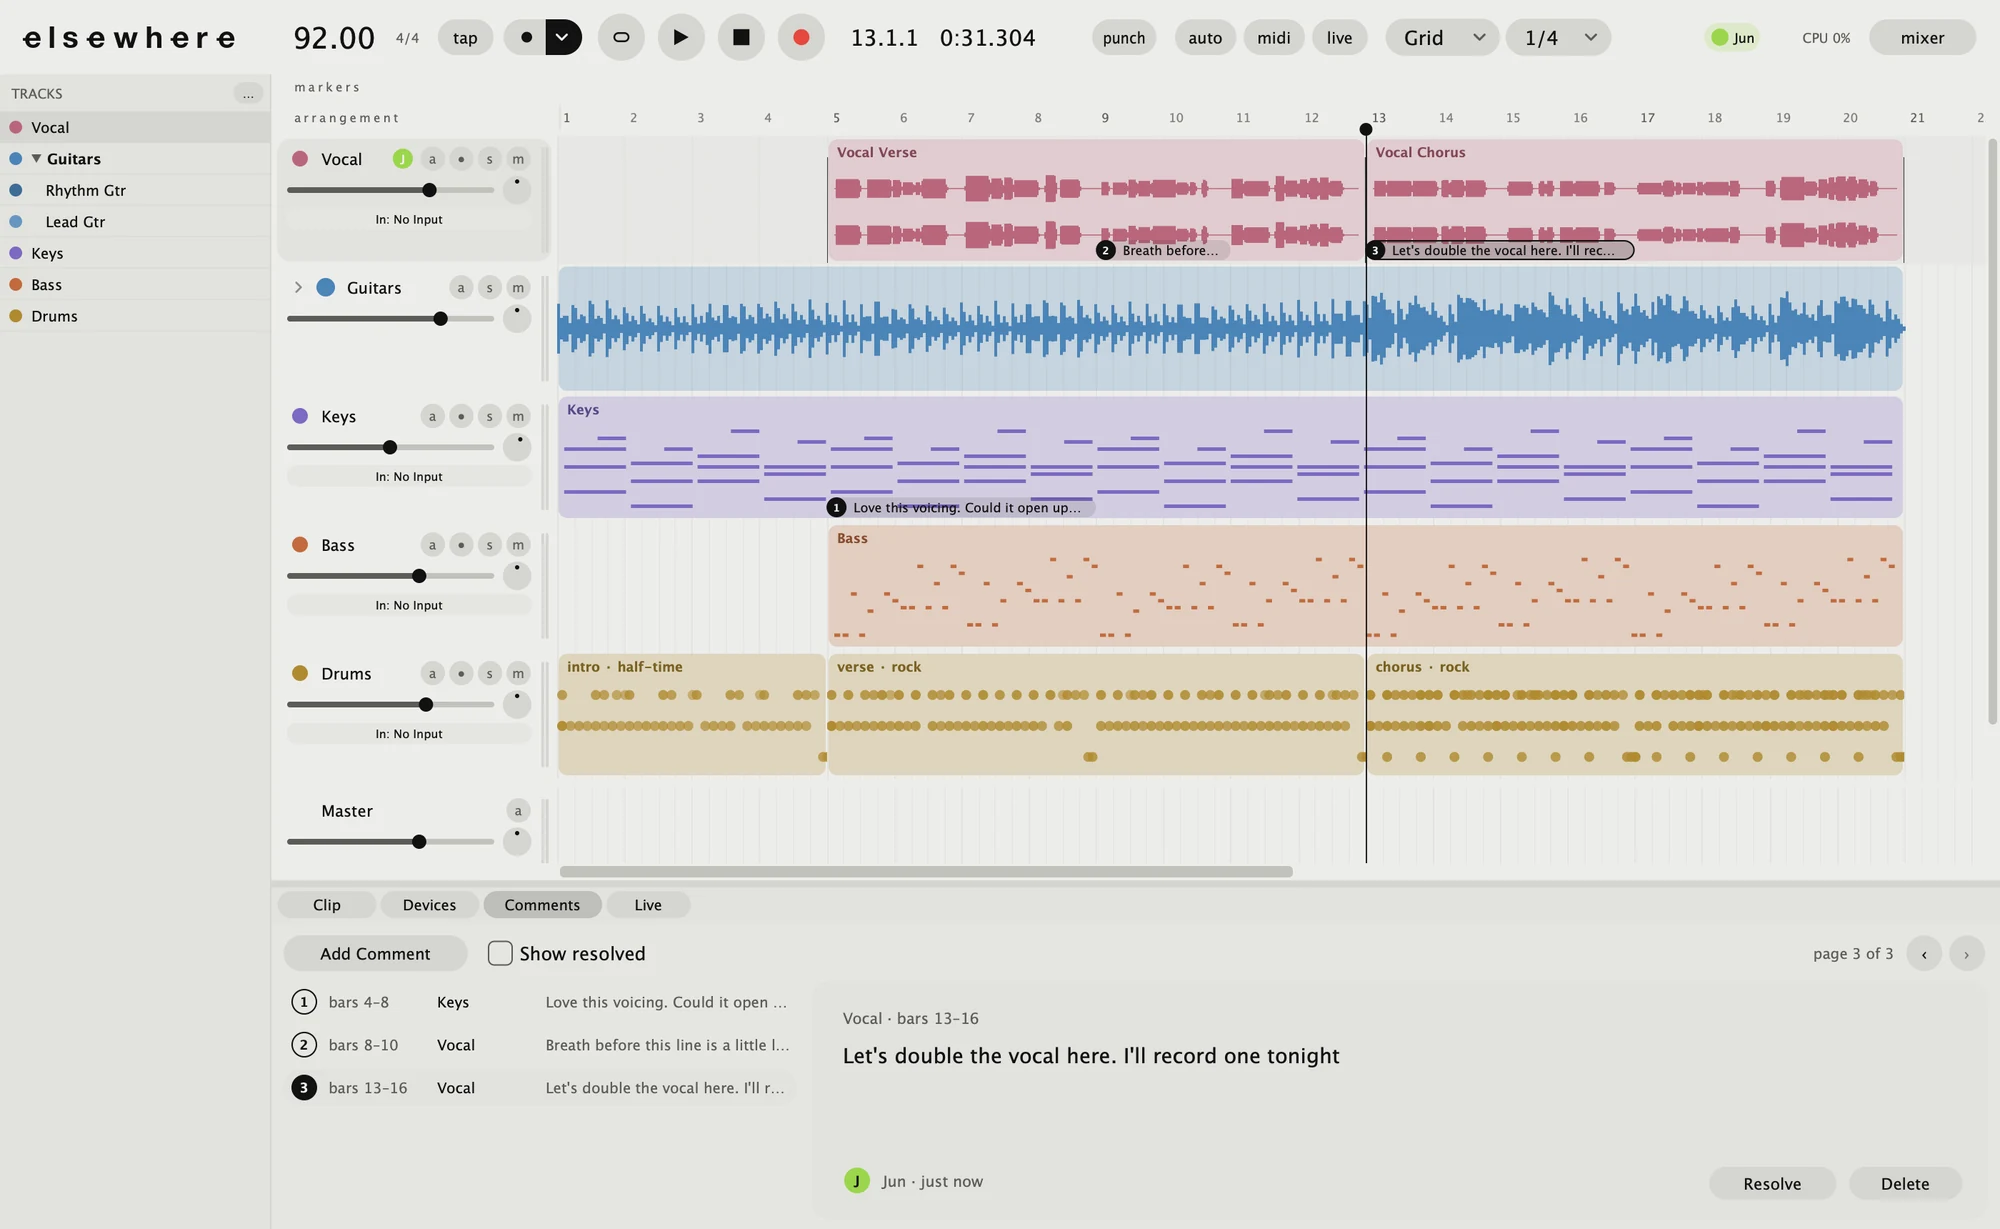 elsewhere
92.00 4/4 tap
13.1.1 0:31.304
punch auto midi live
Grid 1/4
Jun CPU 0% mixer
TRACKS ...
Vocal
Guitars
Rhythm Gtr
Lead Gtr
Keys
Bass
Drums
markers
arrangement
1 2 3 4 5 6 7 8 9 10 11 12 13 14 15 16 17 18 19 20 21 2
Vocal J a s m
In: No Input
Vocal Verse
Vocal Chorus
2 Breath before...
3 Let's double the vocal here. I'll rec...
Guitars a s m
Keys a s m
In: No Input
Keys
1 Love this voicing. Could it open up...
Bass a s m
In: No Input
Bass
Drums a s m
In: No Input
intro · half-time
verse · rock
chorus · rock
Master a
Clip Devices Comments Live
Add Comment Show resolved
page 3 of 3 ‹ ›
1 bars 4–8 Keys Love this voicing. Could it open ...
2 bars 8–10 Vocal Breath before this line is a little l...
3 bars 13–16 Vocal Let's double the vocal here. I'll r...
Vocal · bars 13–16
Let's double the vocal here. I'll record one tonight
J Jun · just now
Resolve Delete